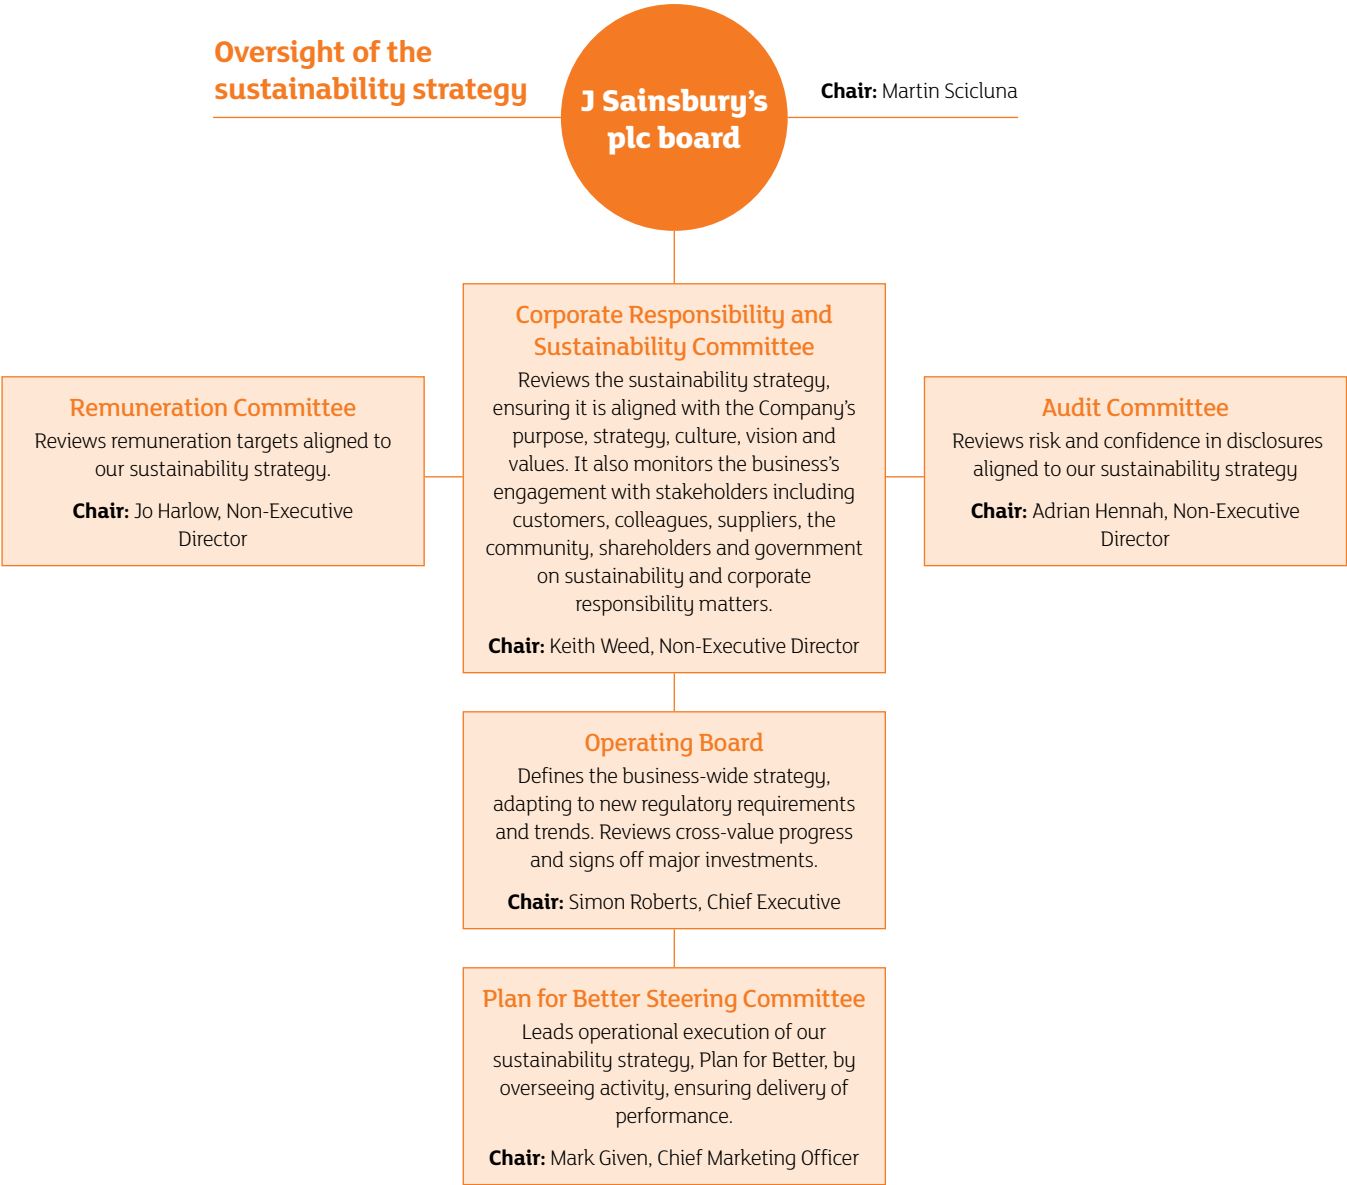 Oversight of the
sustainability strategy
J Sainsbury's
plc board
Chair: Martin Scicluna
Corporate Responsibility and
Sustainability Committee
Reviews the sustainability strategy,
ensuring it is aligned with the Company's
purpose, strategy, culture, vision and
values. It also monitors the business's
engagement with stakeholders including
customers, colleagues, suppliers, the
community, shareholders and government
on sustainability and corporate
responsibility matters.
Chair: Keith Weed, Non-Executive Director
Remuneration Committee
Reviews remuneration targets aligned to
our sustainability strategy.
Chair: Jo Harlow, Non-Executive
Director
Audit Committee
Reviews risk and confidence in disclosures
aligned to our sustainability strategy
Chair: Adrian Hennah, Non-Executive
Director
Operating Board
Defines the business-wide strategy,
adapting to new regulatory requirements
and trends. Reviews cross-value progress
and signs off major investments.
Chair: Simon Roberts, Chief Executive
Plan for Better Steering Committee
Leads operational execution of our
sustainability strategy, Plan for Better, by
overseeing activity, ensuring delivery of
performance.
Chair: Mark Given, Chief Marketing Officer